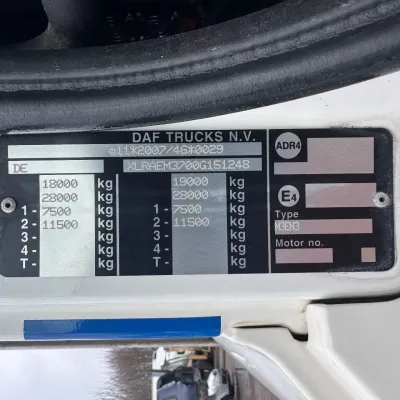 DAF TRUCKS N.V.
e11*2007/46*0029
DE XLRAEM3700G151248
18000 kg 19000 kg
28000 kg 28000 kg
1- 7500 kg 1- 7500 kg
2- 11500 kg 2- 11500 kg
3- kg 3- kg
4- kg 4- kg
T- kg T- kg
ADR4
E4
Type
Motor no.